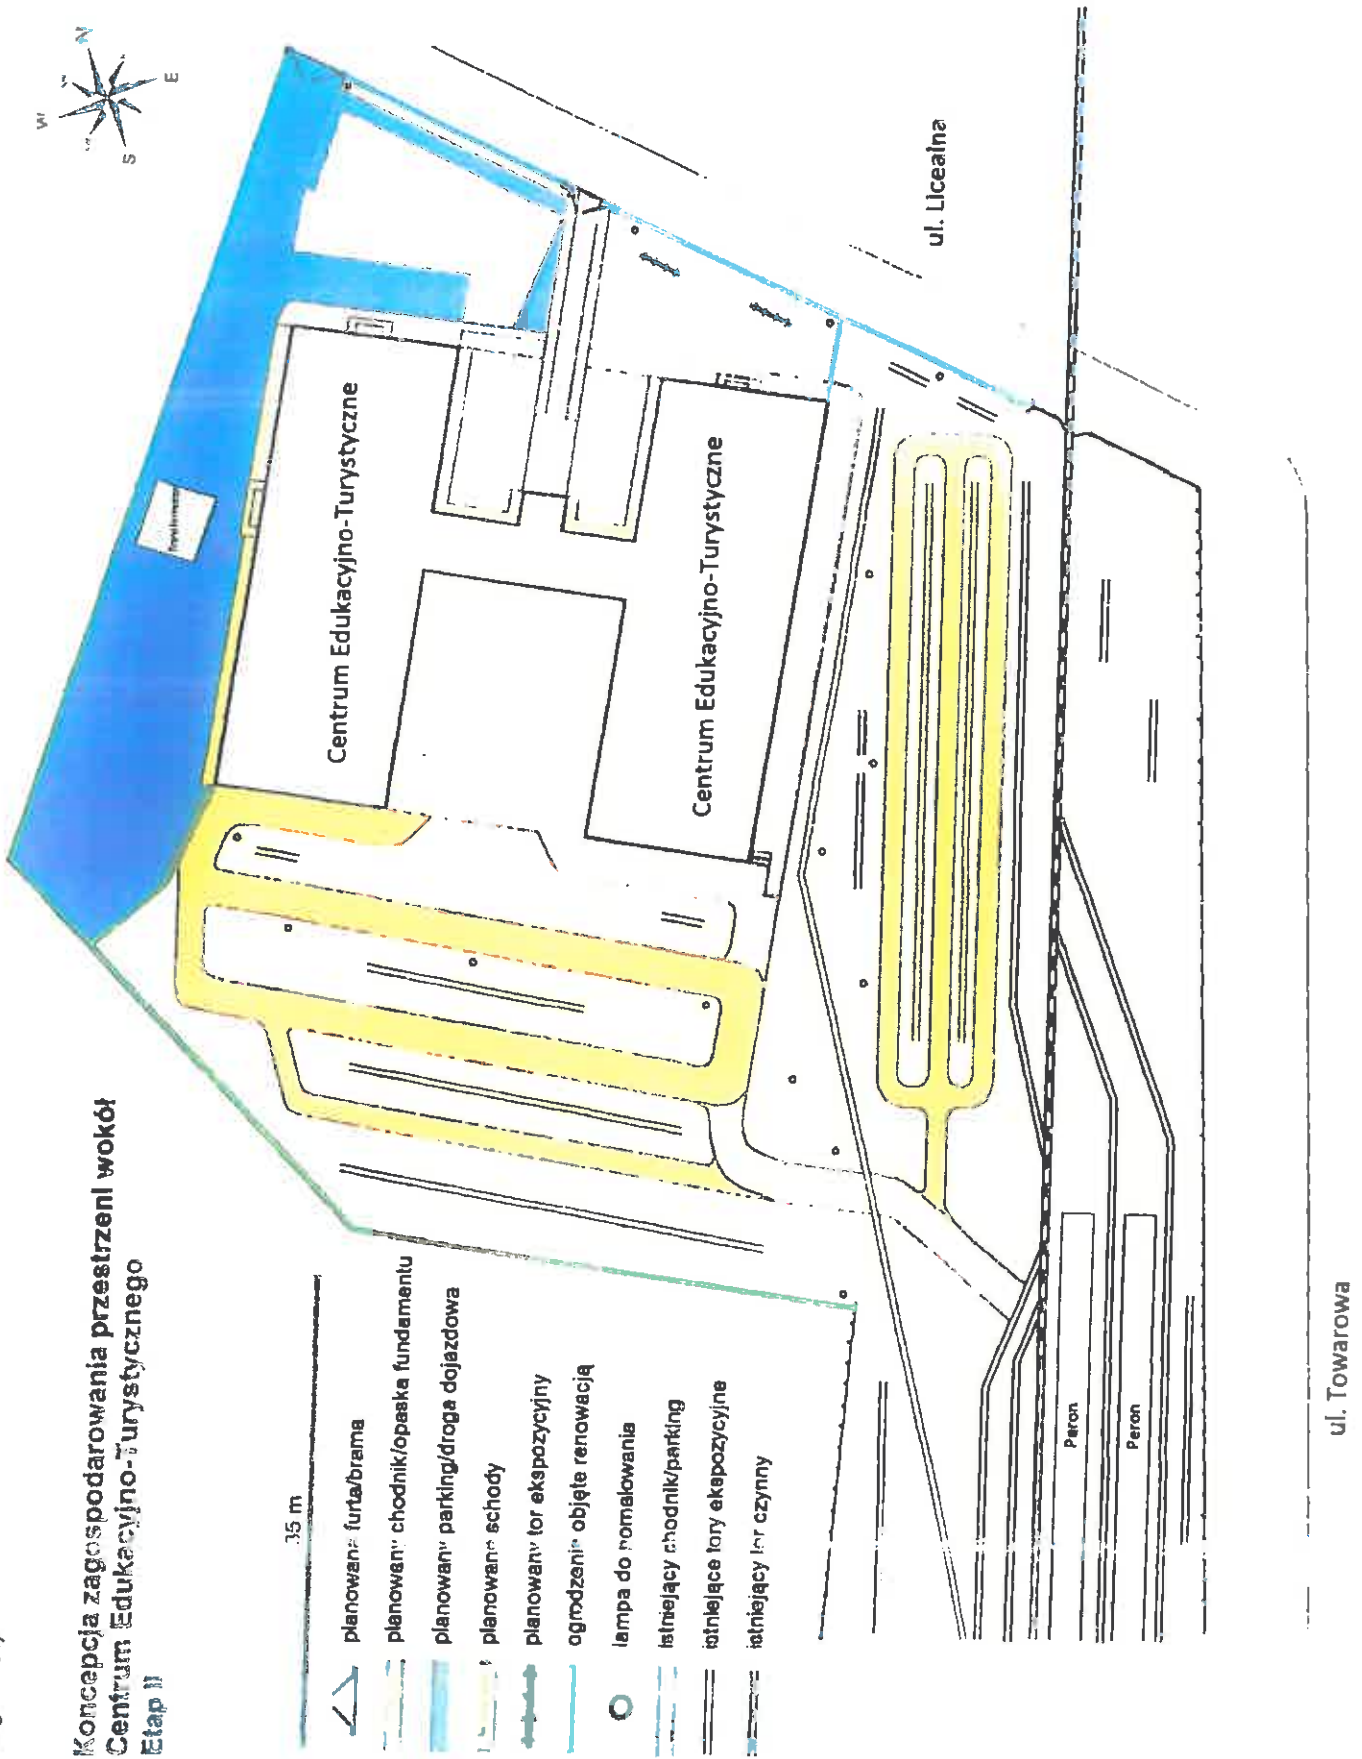 Koncepcja zagospodarowania przestrzeni wokół
Centrum Edukacyjno-Turystycznego
Etap II
35 m
planowana furta/brama
planowany chodnik/opaska fundamentu
planowany parking/droga dojazdowa
planowane schody
planowany tor ekspozycyjny
ogrodzenie objęte renowacją
lampa do pomalowania
istniejący chodnik/parking
istniejące tory ekspozycyjne
istniejący tor czynny
W
N
S
E
Centrum Edukacyjno-Turystyczne
Centrum Edukacyjno-Turystyczne
ul. Licealna
Peron
Peron
ul. Towarowa